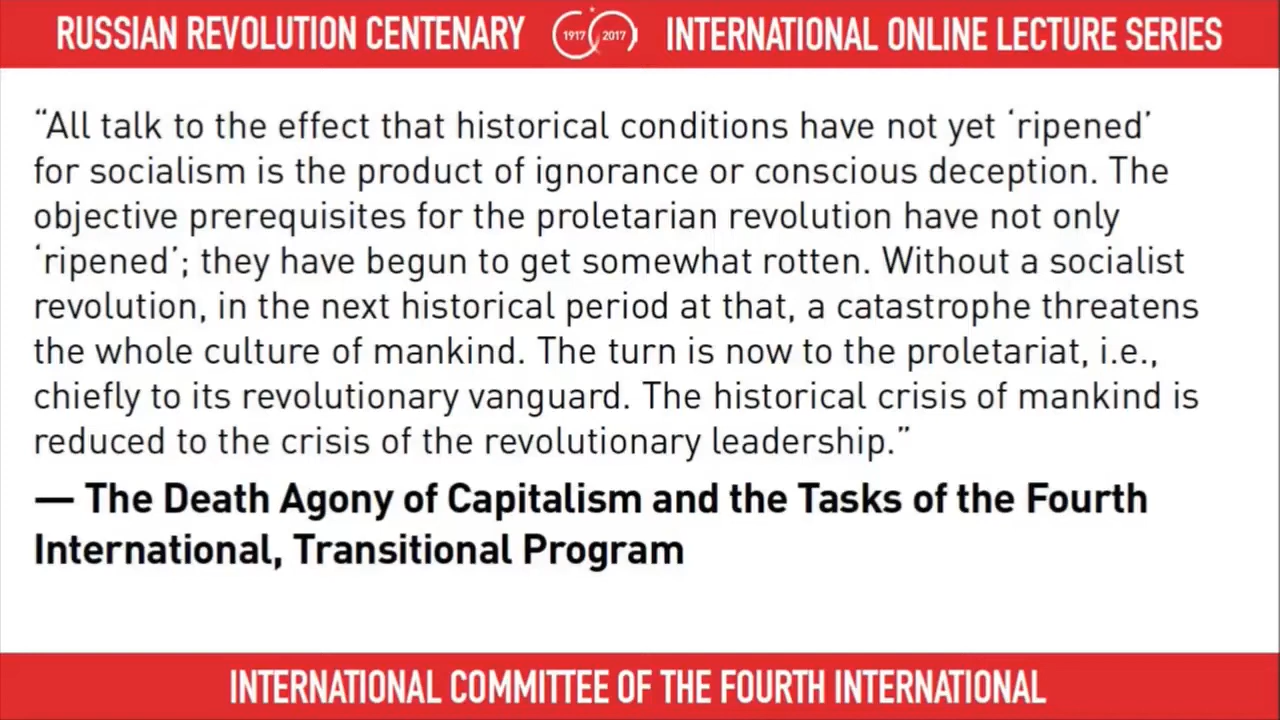 RUSSIAN REVOLUTION CENTENARY 1917 2017 INTERNATIONAL ONLINE LECTURE SERIES
“All talk to the effect that historical conditions have not yet ‘ripened’
for socialism is the product of ignorance or conscious deception. The
objective prerequisites for the proletarian revolution have not only
‘ripened’; they have begun to get somewhat rotten. Without a socialist
revolution, in the next historical period at that, a catastrophe threatens
the whole culture of mankind. The turn is now to the proletariat, i.e.,
chiefly to its revolutionary vanguard. The historical crisis of mankind is
reduced to the crisis of the revolutionary leadership.”
— The Death Agony of Capitalism and the Tasks of the Fourth
International, Transitional Program
INTERNATIONAL COMMITTEE OF THE FOURTH INTERNATIONAL